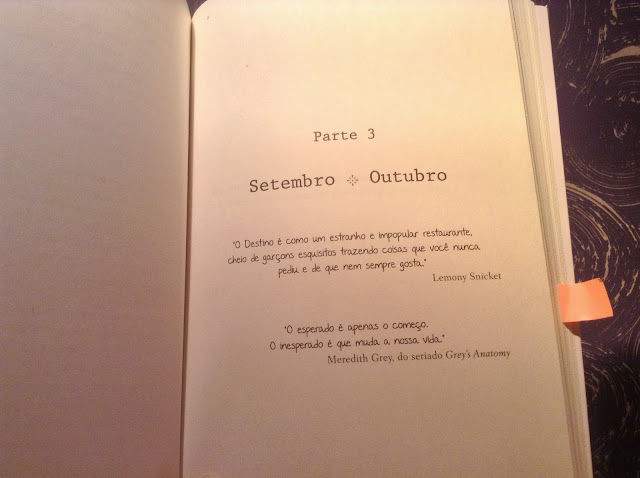 Parte 3
Setembro ⁘ Outubro
"O Destino é como um estranho e impopular restaurante,
cheio de garçons esquisitos trazendo coisas que você nunca
pediu e de que nem sempre gosta."
Lemony Snicket
"O esperado é apenas o começo.
O inesperado é que muda a nossa vida."
Meredith Grey, do seriado Grey's Anatomy